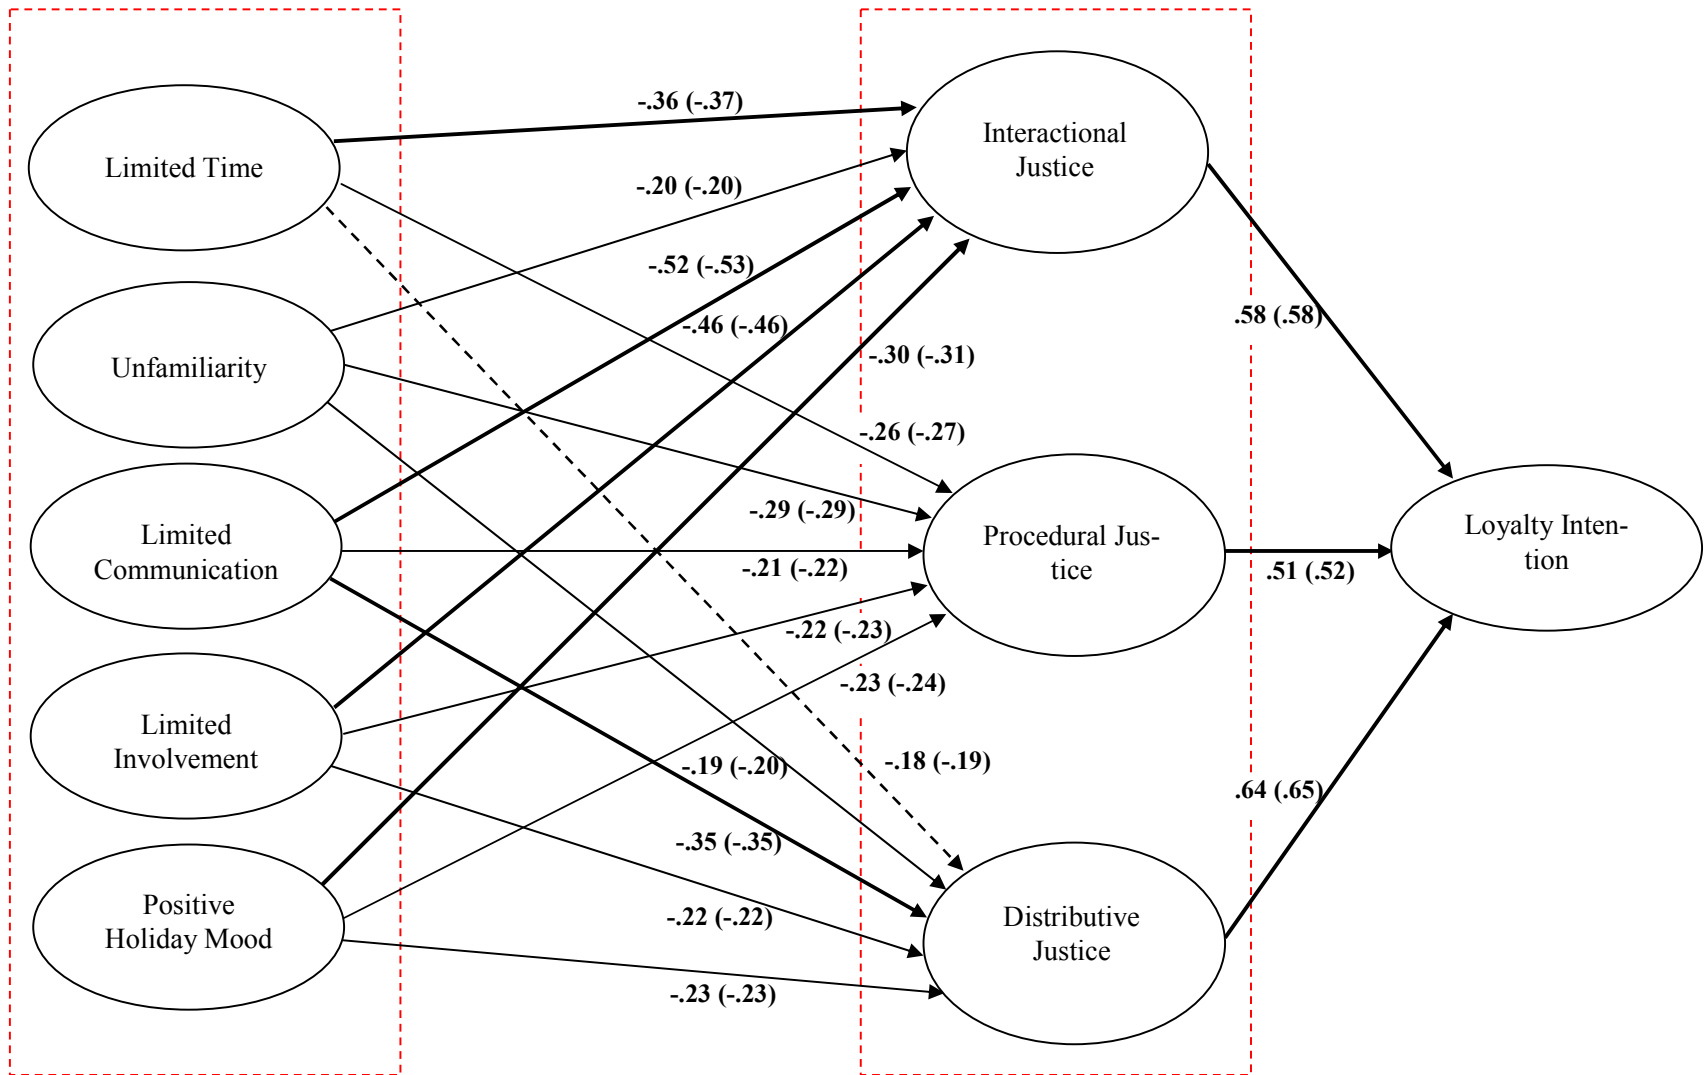 Limited Time
Unfamiliarity
Limited
Communication
Limited
Involvement
Positive
Holiday Mood
-.36 (-.37)
-.20 (-.20)
-.52 (-.53)
-.46 (-.46)
-.30 (-.31)
-.26 (-.27)
-.29 (-.29)
-.21 (-.22)
-.22 (-.23)
-.23 (-.24)
-.19 (-.20)
-.18 (-.19)
-.35 (-.35)
-.22 (-.22)
-.23 (-.23)
Interactional
Justice
Procedural Jus-
tice
Distributive
Justice
.58 (.58)
.51 (.52)
.64 (.65)
Loyalty Inten-
tion